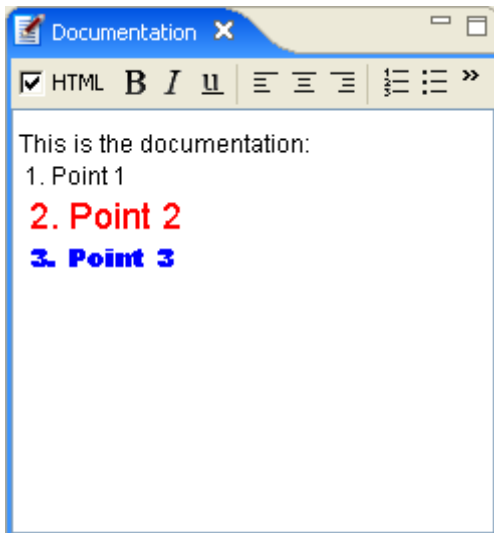 Documentation
HTML B I u
This is the documentation:
1. Point 1
2. Point 2
3. Point 3